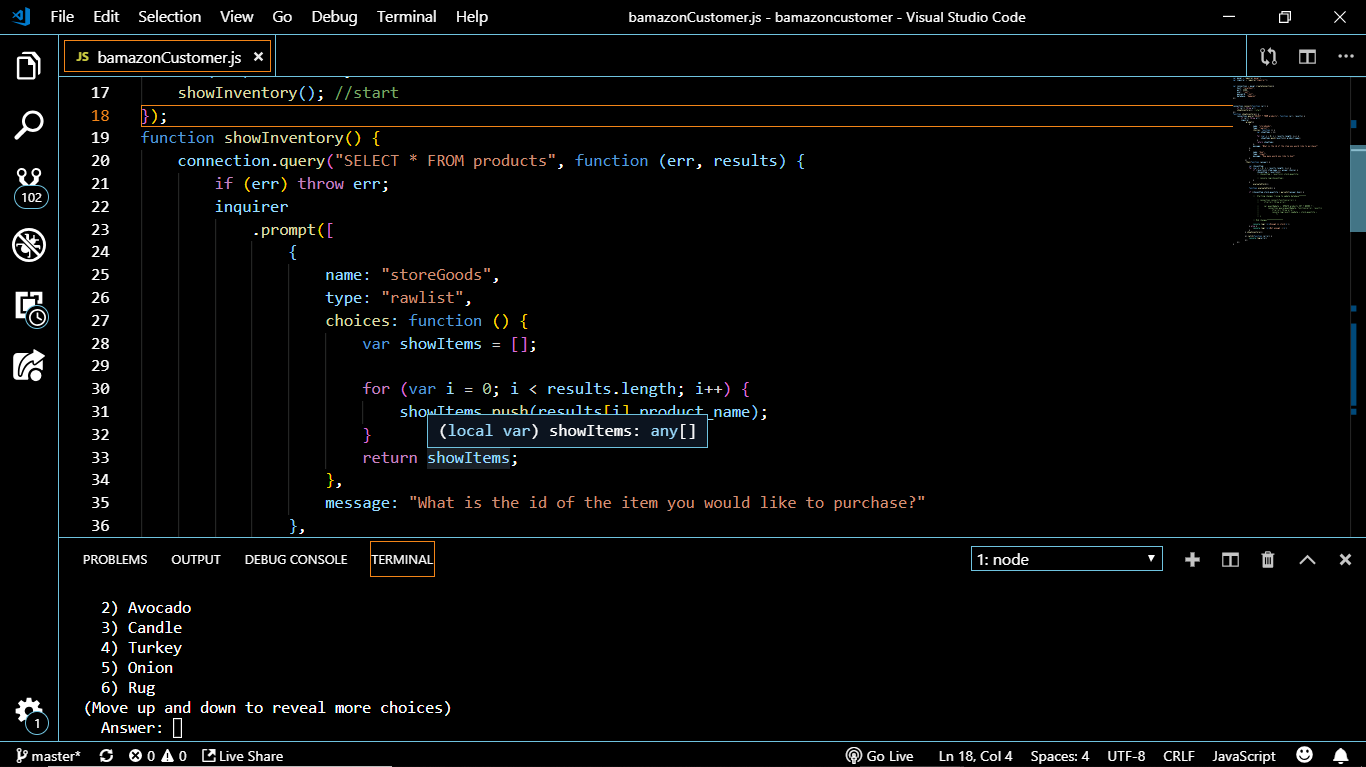 File Edit Selection View Go Debug Terminal Help bamazonCustomer.js - bamazoncustomer - Visual Studio Code
JS bamazonCustomer.js ×
17 showInventory(); //start
18 });
19 function showInventory() {
20 connection.query("SELECT * FROM products", function (err, results) {
21 if (err) throw err;
22 inquirer
23 .prompt([
24 {
25 name: "storeGoods",
26 type: "rawlist",
27 choices: function () {
28 var showItems = [];
29
30 for (var i = 0; i < results.length; i++) {
31 showItems.push(results[i].product_name);
(local var) showItems: any[]
32 }
33 return showItems;
34 },
35 message: "What is the id of the item you would like to purchase?"
36 },
102
1
PROBLEMS OUTPUT DEBUG CONSOLE TERMINAL 1: node
2) Avocado
3) Candle
4) Turkey
5) Onion
6) Rug
(Move up and down to reveal more choices)
Answer:
master* 0 0 Live Share Go Live Ln 18, Col 4 Spaces: 4 UTF-8 CRLF JavaScript